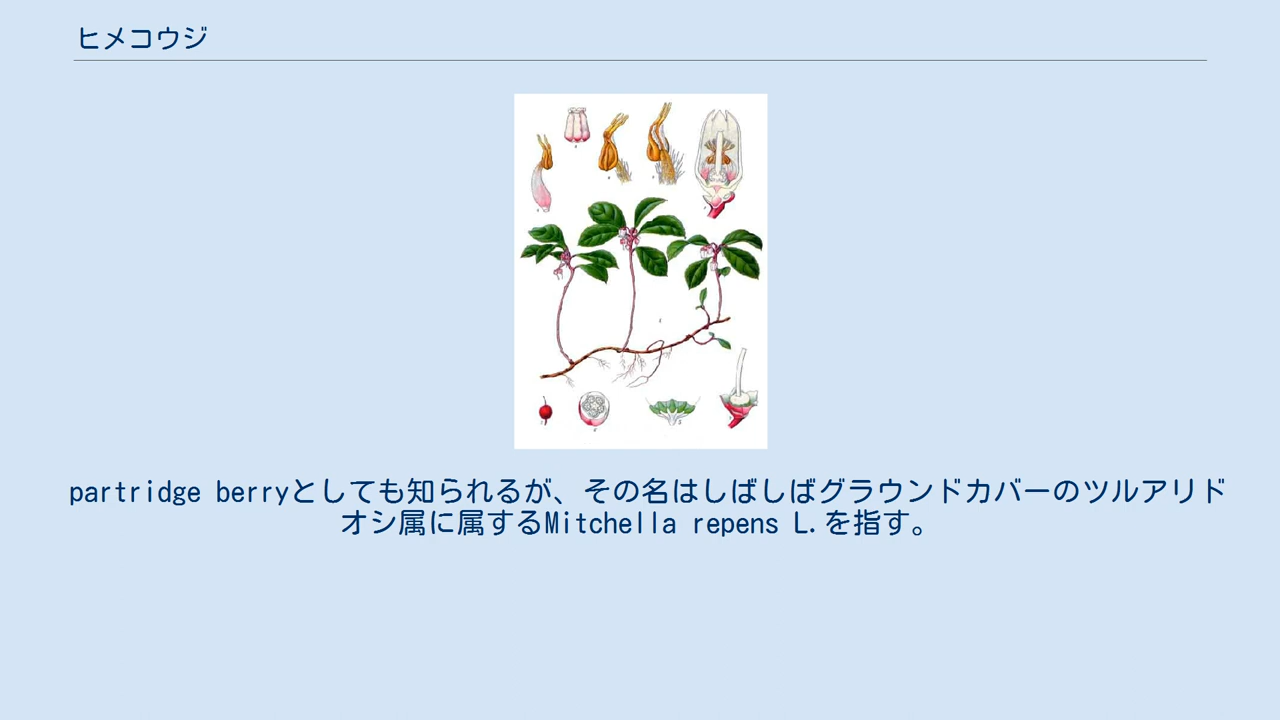 ヒメコウジ
partridge berryとしても知られるが、その名はしばしばグラウンドカバーのツルアリド
オシ属に属するMitchella repens L.を指す。